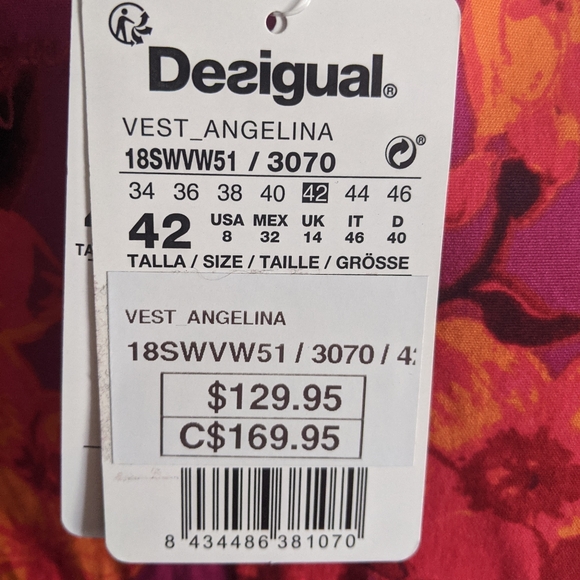 Desigual®
VEST_ANGELINA
18SWVW51 / 3070
®
34 36 38 40 42 44 46
42
USA MEX UK IT D
8 32 14 46 40
TALLA / SIZE / TAILLE / GRÖSSE
VEST_ANGELINA
18SWVW51 / 3070 / 42
$129.95
C$169.95
8 434486 381070
TA